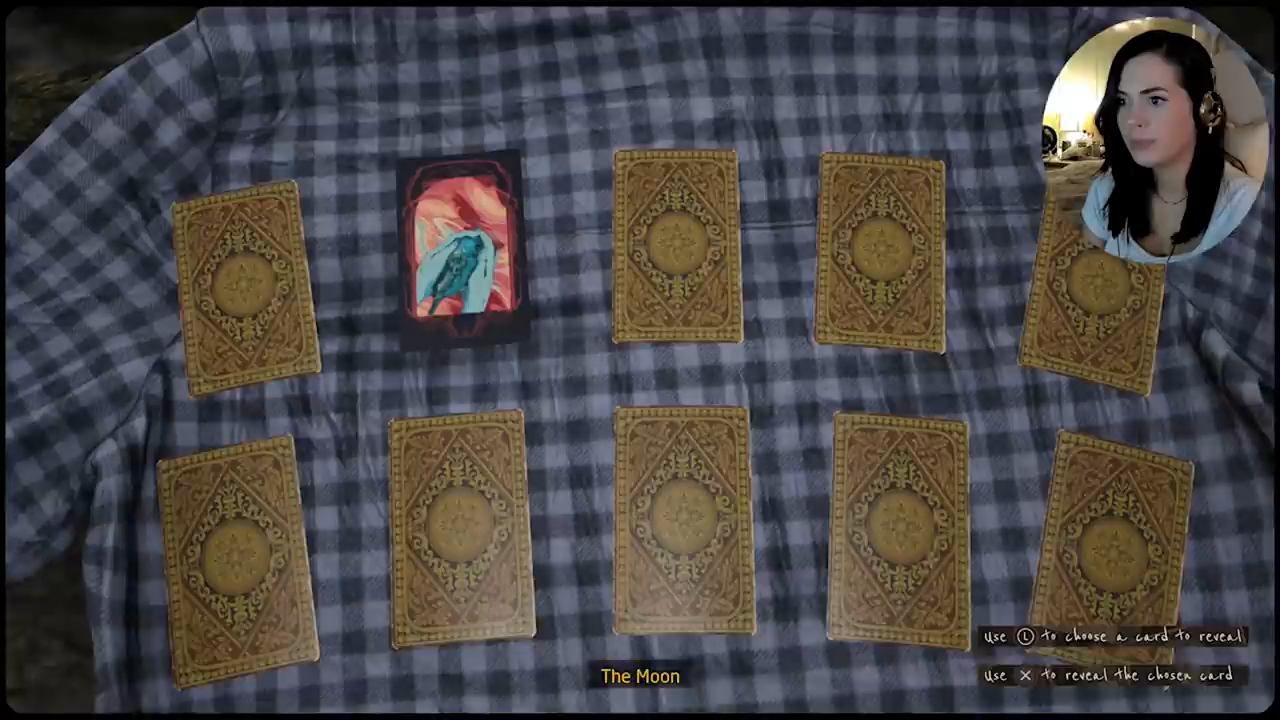 use L to choose a card to reveal
The Moon
use X to reveal the chosen card